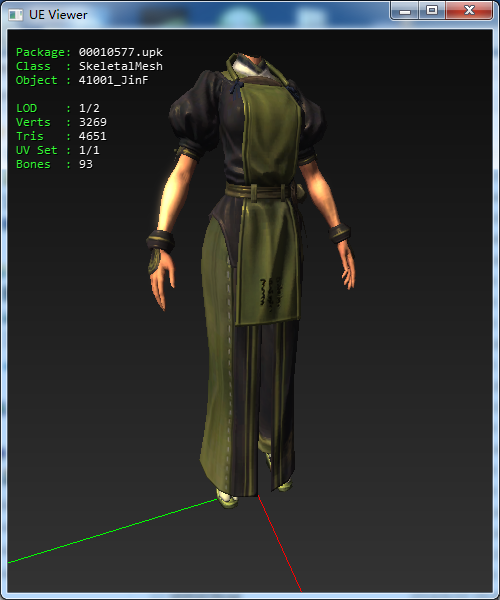 UE Viewer
Package: 00010577.upk
Class : SkeletalMesh
Object : 41001_JinF
LOD : 1/2
Verts : 3269
Tris : 4651
UV Set : 1/1
Bones : 93